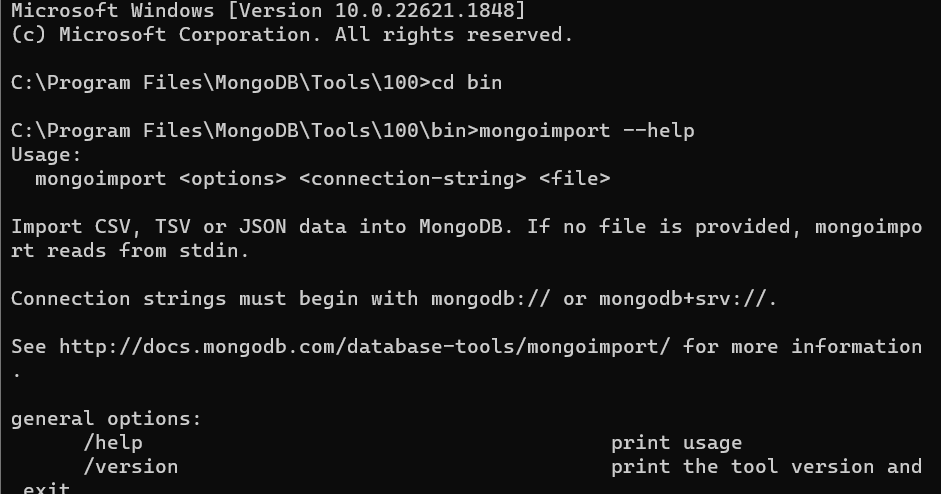 Microsoft Windows [Version 10.0.22621.1848]
(c) Microsoft Corporation. All rights reserved.
C:\Program Files\MongoDB\Tools\100>cd bin
C:\Program Files\MongoDB\Tools\100\bin>mongoimport --help
Usage:
mongoimport <options> <connection-string> <file>
Import CSV, TSV or JSON data into MongoDB. If no file is provided, mongoimpo
rt reads from stdin.
Connection strings must begin with mongodb:// or mongodb+srv://.
See http://docs.mongodb.com/database-tools/mongoimport/ for more information
.
general options:
/help print usage
/version print the tool version and
exit